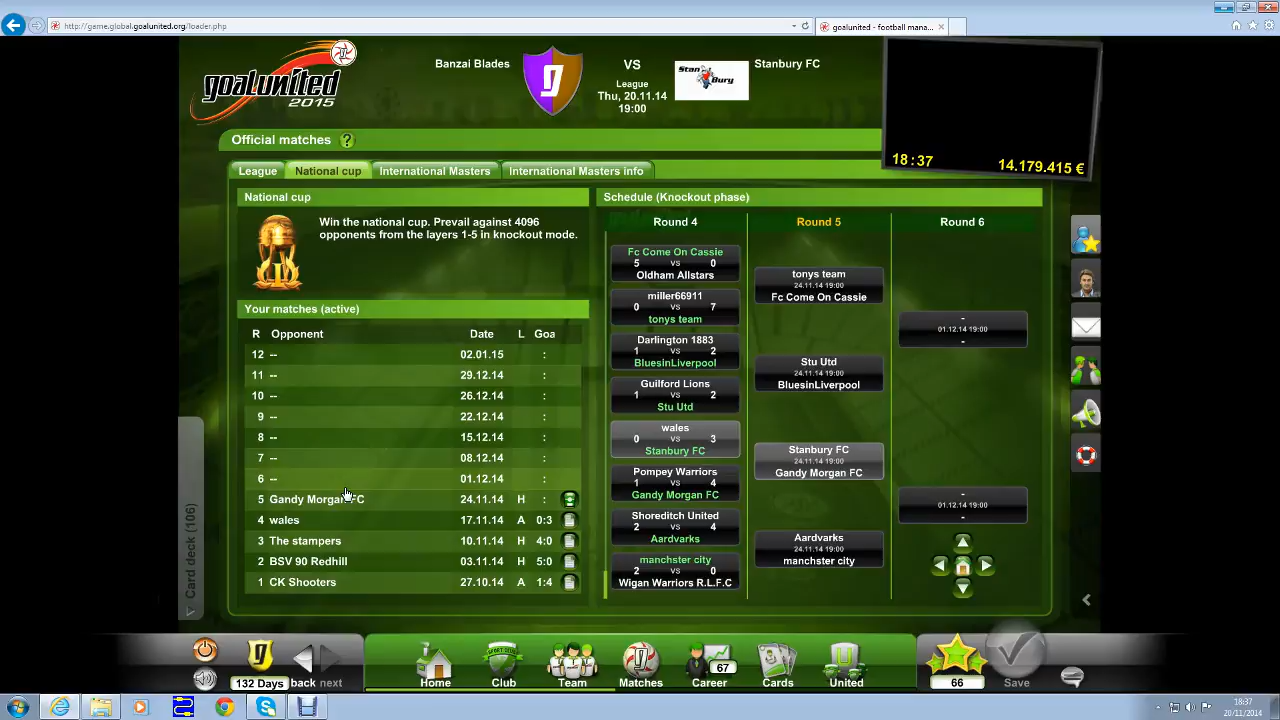 http://game.global.goalunited.org/loader.php
goalunited - football mana...
goalunited
2015
Banzai Blades
VS
Stanbury FC
League
Thu, 20.11.14
19:00
Stan
Bury
18:37
14.179.415 €
Official matches ?
League
National cup
International Masters
International Masters info
National cup
Win the national cup. Prevail against 4096
opponents from the layers 1-5 in knockout mode.
Your matches (active)
R Opponent Date L Goa
12 -- 02.01.15 :
11 -- 29.12.14 :
10 -- 26.12.14 :
9 -- 22.12.14 :
8 -- 15.12.14 :
7 -- 08.12.14 :
6 -- 01.12.14 :
5 Gandy Morgan FC 24.11.14 H :
4 wales 17.11.14 A 0:3
3 The stampers 10.11.14 H 4:0
2 BSV 90 Redhill 03.11.14 H 5:0
1 CK Shooters 27.10.14 A 1:4
Schedule (Knockout phase)
Round 4
Fc Come On Cassie
5 vs 0
Oldham Allstars
miller66911
0 vs 7
tonys team
Darlington 1883
1 vs 2
BluesinLiverpool
Guilford Lions
1 vs 2
Stu Utd
wales
0 vs 3
Stanbury FC
Pompey Warriors
1 vs 4
Gandy Morgan FC
Shoreditch United
2 vs 4
Aardvarks
manchster city
2 vs 0
Wigan Warriors R.L.F.C
Round 5
tonys team
24.11.14 19:00
Fc Come On Cassie
Stu Utd
24.11.14 19:00
BluesinLiverpool
Stanbury FC
24.11.14 19:00
Gandy Morgan FC
Aardvarks
24.11.14 19:00
manchster city
Round 6
-
01.12.14 19:00
-
-
01.12.14 19:00
-
Card deck (106)
132 Days
back next
Home
Club
Team
Matches
67
Career
Cards
United
66
Save
18:37
20/11/2014